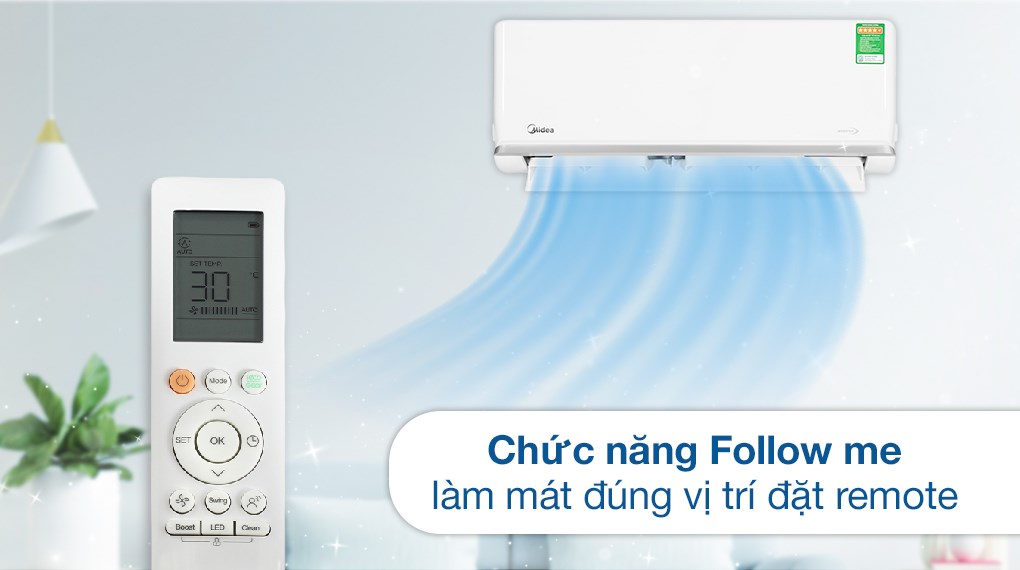 Midea
AUTO
SET TEMP.
30 °C
AUTO
Mode
SET
OK
Swing
Boost
LED
Clean
Chức năng Follow me
làm mát đúng vị trí đặt remote